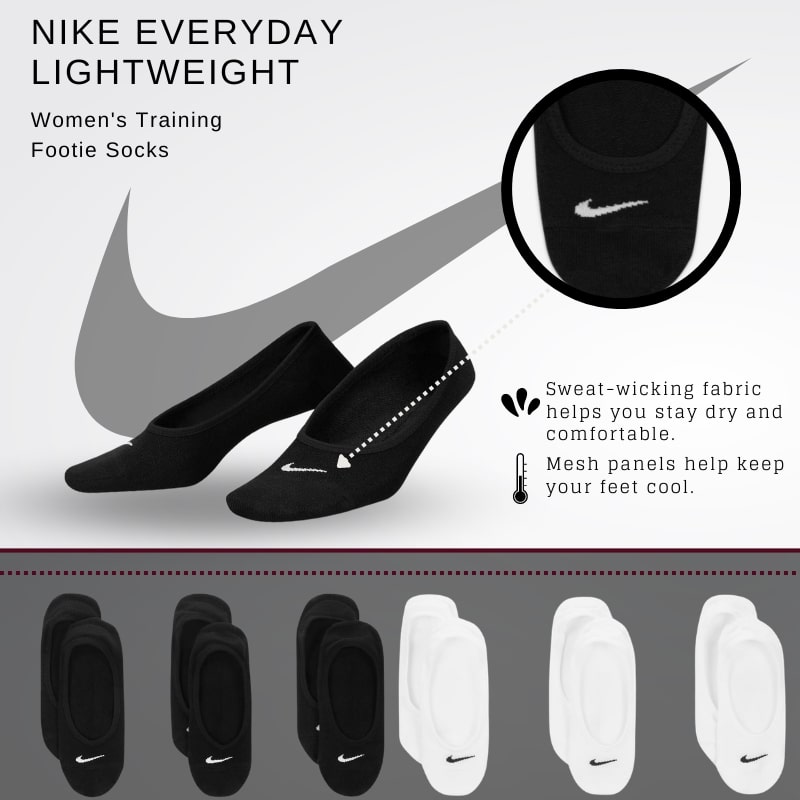 NIKE EVERYDAY
LIGHTWEIGHT
Women's Training
Footie Socks
Sweat-wicking fabric
helps you stay dry and
comfortable.
Mesh panels help keep
your feet cool.